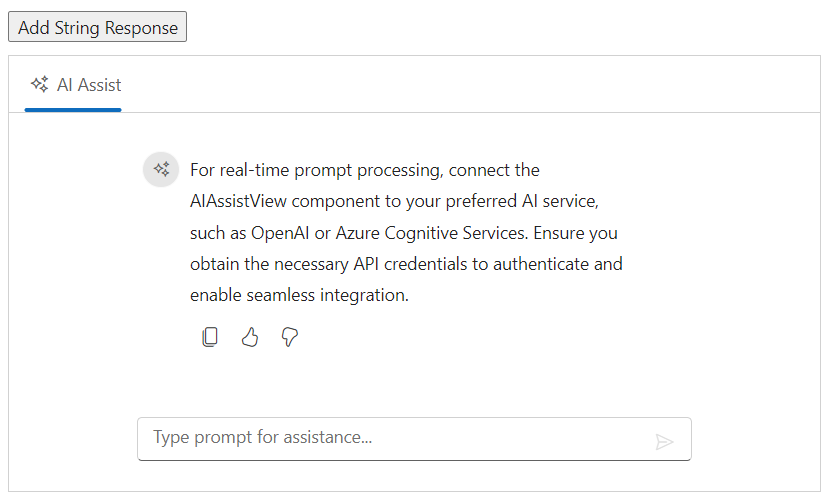 Add String Response
AI Assist
For real-time prompt processing, connect the
AIAssistView component to your preferred AI service,
such as OpenAI or Azure Cognitive Services. Ensure you
obtain the necessary API credentials to authenticate and
enable seamless integration.
Type prompt for assistance...